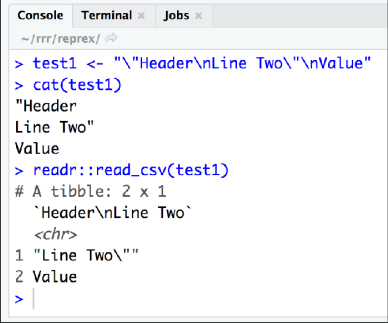 Console Terminal × Jobs ×
~/rrr/reprex/
> test1 <- "\"Header\nLine Two\"\nValue"
> cat(test1)
"Header
Line Two"
Value
> readr::read_csv(test1)
# A tibble: 2 x 1
`Header\nLine Two`
<chr>
1 "Line Two\""
2 Value
>